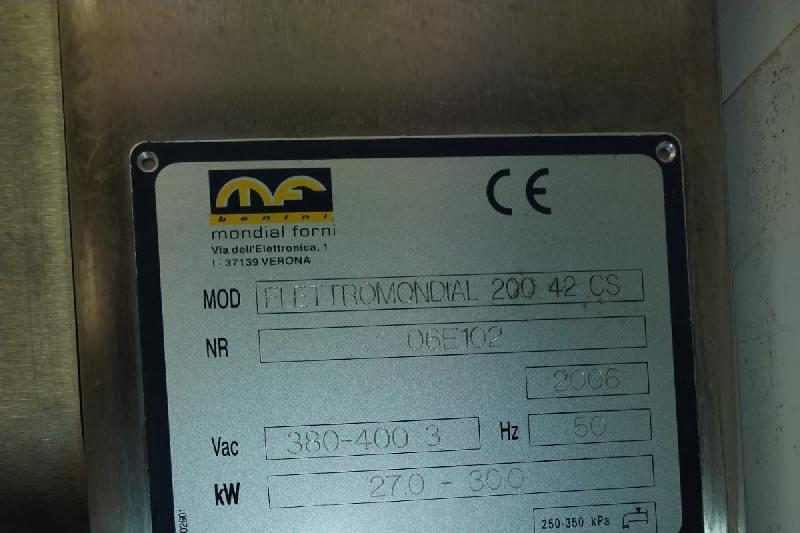 MF
benini
mondial forni
Via dell'Elettronica, 1
I - 37139 VERONA
CE
MOD ELETTROMONDIAL 200 42 CS
NR 06E102
2006
Vac 380-400 3 Hz 50
kW 27.0 - 30.0
250-350 kPa